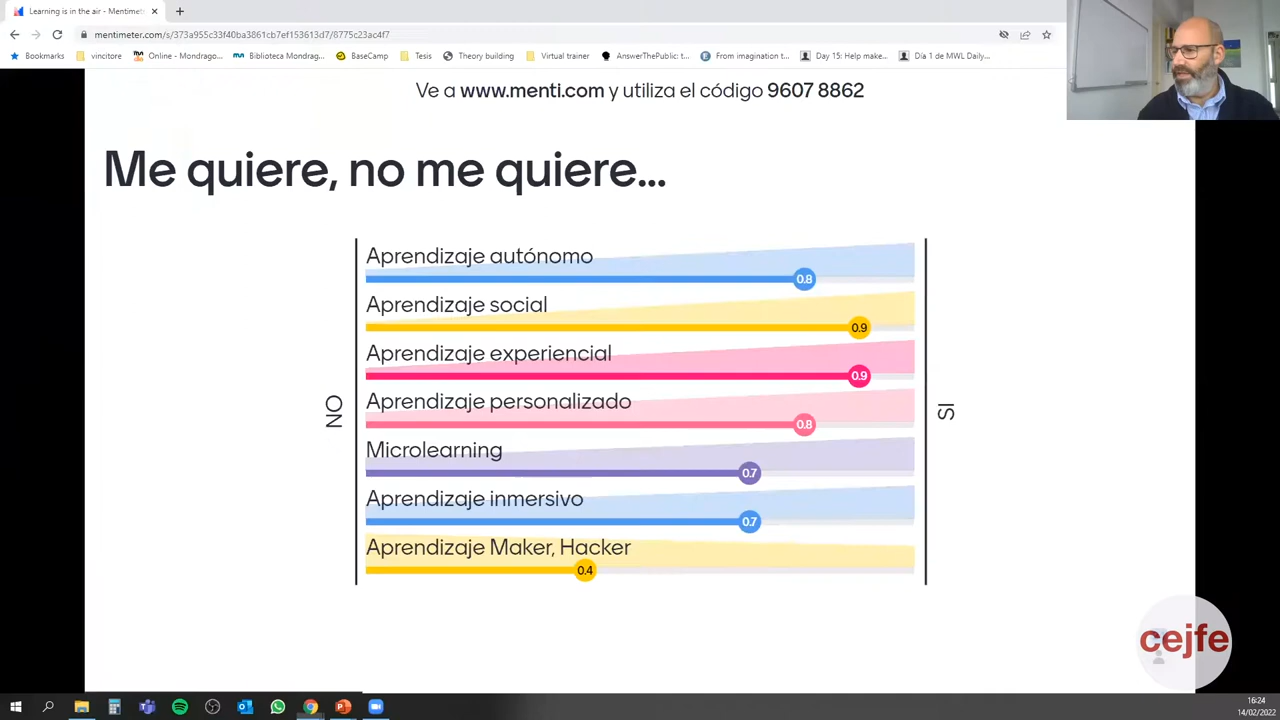 Learning is in the air - Mentimeter
mentimeter.com/s/373a955c33f40ba3861cb7ef153613d7/8775c23ac4f7
Bookmarks vincitore Online - Mondrago... Biblioteca Mondrag... BaseCamp Tesis Theory building Virtual trainer AnswerThePublic: t... From imagination t... Day 15: Help make... Día 1 de MWL Daily...
Ve a www.menti.com y utiliza el código 9607 8862
Me quiere, no me quiere...
NO
SI
Aprendizaje autónomo
0.8
Aprendizaje social
0.9
Aprendizaje experiencial
0.9
Aprendizaje personalizado
0.8
Microlearning
0.7
Aprendizaje inmersivo
0.7
Aprendizaje Maker, Hacker
0.4
cejfe
16:24
14/02/2022